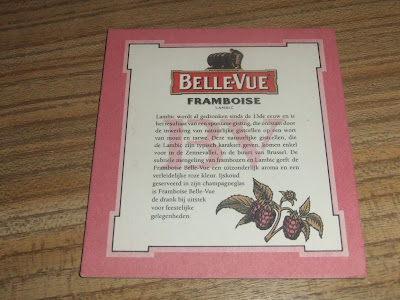 BELLE-VUE
FRAMBOISE
LAMBIC
Lambic wordt al gedronken sinds de 13de eeuw en is
het resultaat van een spontane gisting, die ontstaat door
de inwerking van natuurlijke gistcellen op een wort
van mout en tarwe. Deze natuurlijke gistcellen, die
de Lambic zijn typisch karakter geven, komen enkel
voor in de Zennevallei, in de buurt van Brussel. De
subtiele mengeling van frambozen en Lambic geeft de
Framboise Belle-Vue een uitzonderlijk aroma en een
verleidelijke roze kleur. Ijskoud
geserveerd in zijn champagneglas
is Framboise Belle-Vue
de drank bij uitstek
voor feestelijke
gelegenheden.